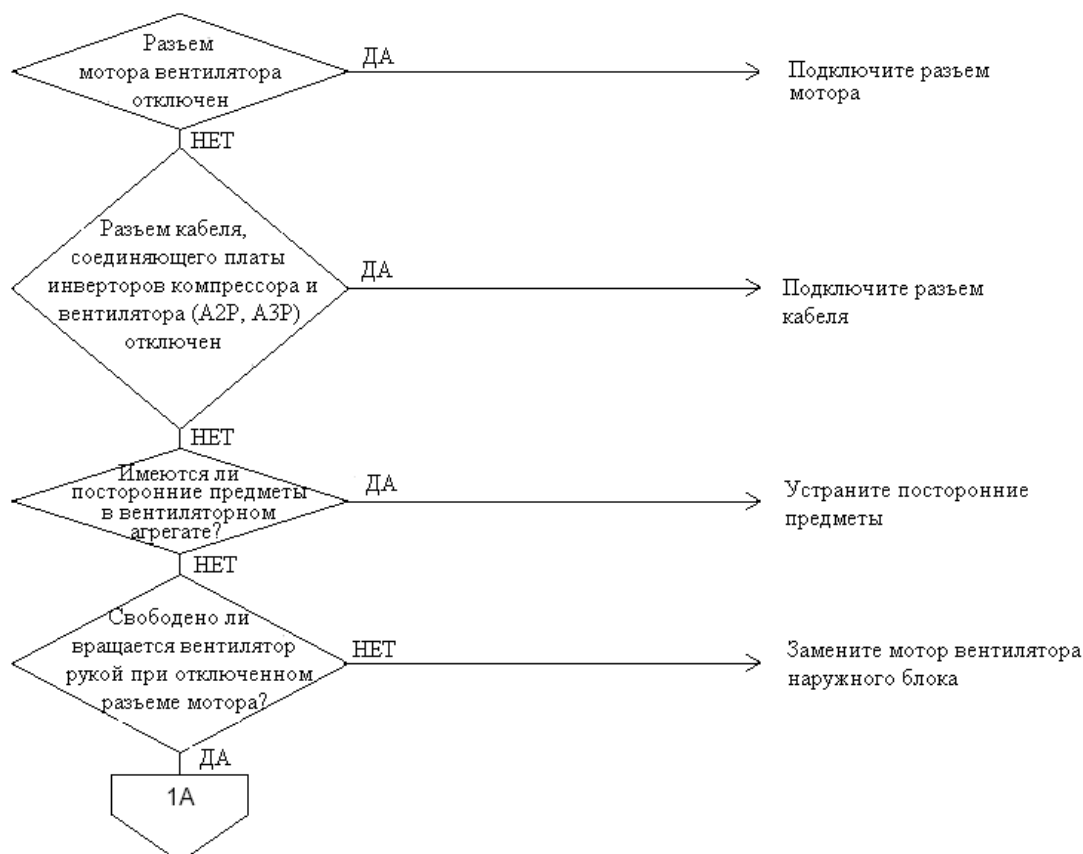 Разъем
мотора вентилятора
отключен
ДА
Подключите разъем
мотора
НЕТ
Разъем кабеля,
соединяющего платы
инверторов компрессора и
вентилятора (A2P, A3P)
отключен
ДА
Подключите разъем
кабеля
НЕТ
Имеются ли
посторонние предметы
в вентиляторном
агрегате?
ДА
Устраните посторонние
предметы
НЕТ
Свободено ли
вращается вентилятор
рукой при отключенном
разъеме мотора?
НЕТ
Замените мотор вентилятора
наружного блока
ДА
1A